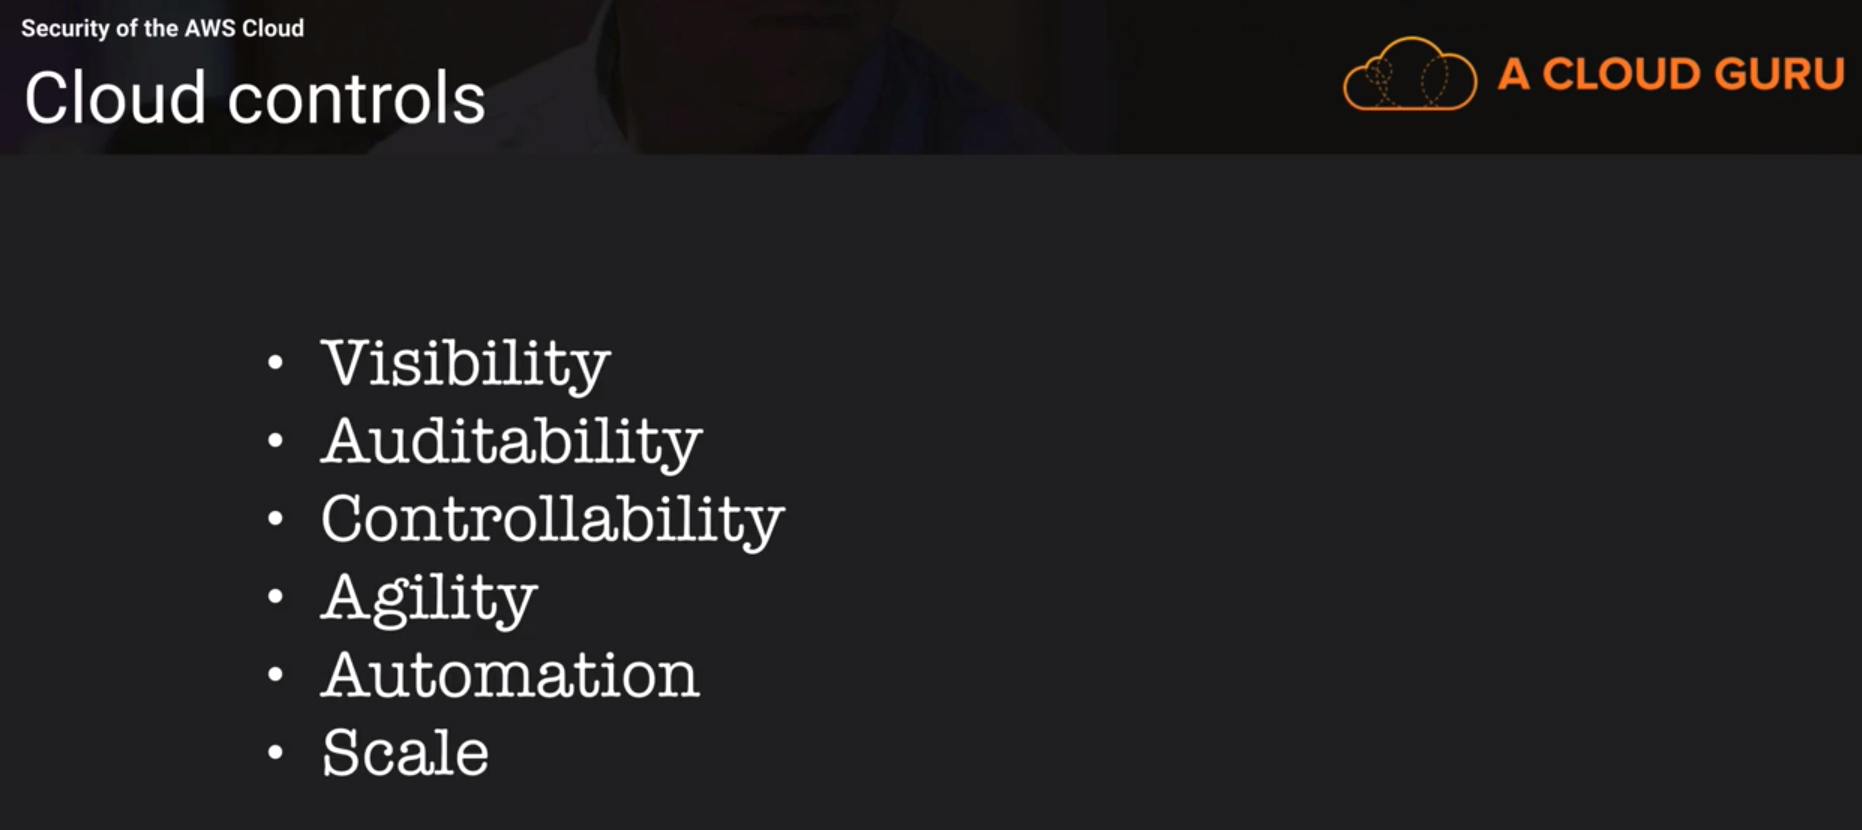 Security of the AWS Cloud
Cloud controls
A CLOUD GURU
• Visibility
• Auditability
• Controllability
• Agility
• Automation
• Scale